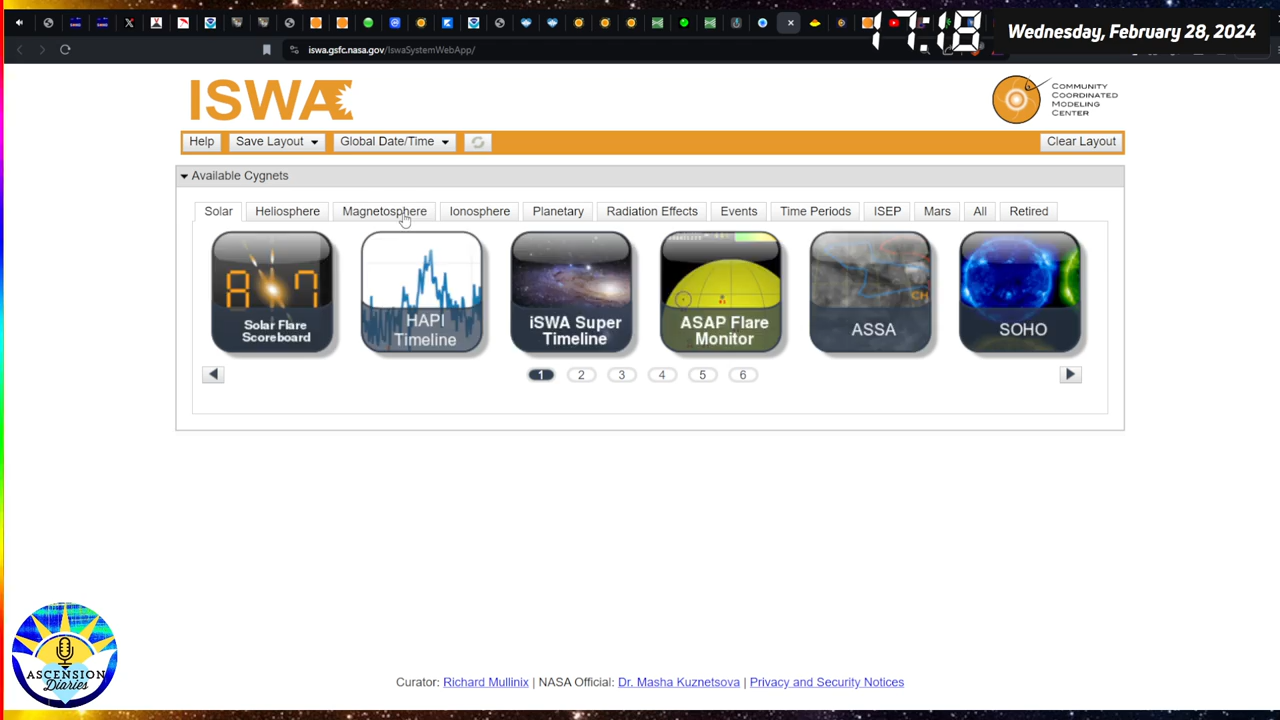 17:18
Wednesday, February 28, 2024
iswa.gsfc.nasa.gov/IswaSystemWebApp/
ISWA
COMMUNITY
COORDINATED
MODELING
CENTER
Help
Save Layout
Global Date/Time
Clear Layout
Available Cygnets
Solar
Heliosphere
Magnetosphere
Ionosphere
Planetary
Radiation Effects
Events
Time Periods
ISEP
Mars
All
Retired
Solar Flare
Scoreboard
HAPI
Timeline
iSWA Super
Timeline
ASAP Flare
Monitor
CH
ASSA
SOHO
1 2 3 4 5 6
ASCENSION
Diaries
Curator: Richard Mullinix | NASA Official: Dr. Masha Kuznetsova | Privacy and Security Notices